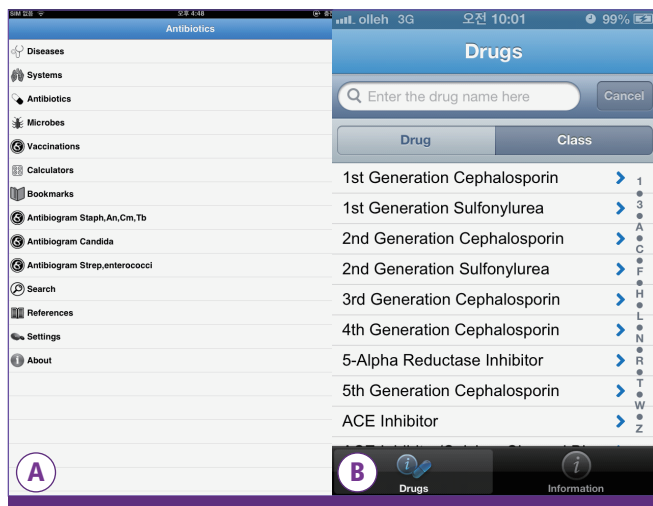 SIM 없음 오후 4:48
Antibiotics
Diseases
Systems
Antibiotics
Microbes
Vaccinations
Calculators
Bookmarks
Antibiogram Staph,An,Cm,Tb
Antibiogram Candida
Antibiogram Strep,enterococci
Search
References
Settings
About
A
olleh 3G 오전 10:01 99%
Drugs
Enter the drug name here Cancel
Drug Class
1st Generation Cephalosporin
1st Generation Sulfonylurea
2nd Generation Cephalosporin
2nd Generation Sulfonylurea
3rd Generation Cephalosporin
4th Generation Cephalosporin
5-Alpha Reductase Inhibitor
5th Generation Cephalosporin
ACE Inhibitor
1
3
A
C
F
H
L
N
R
T
W
Z
B
Drugs Information